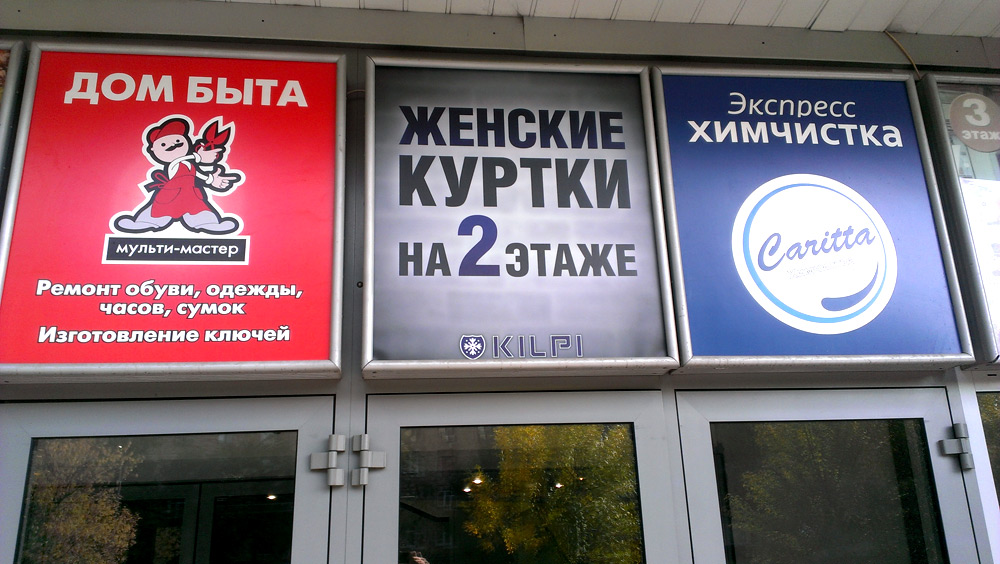 ДОМ БЫТА
мульти-мастер
Ремонт обуви, одежды,
часов, сумок
Изготовление ключей
ЖЕНСКИЕ
КУРТКИ
НА 2 ЭТАЖЕ
KILPI
Экспресс
ХИМЧИСТКА
Caritta
3
этаж